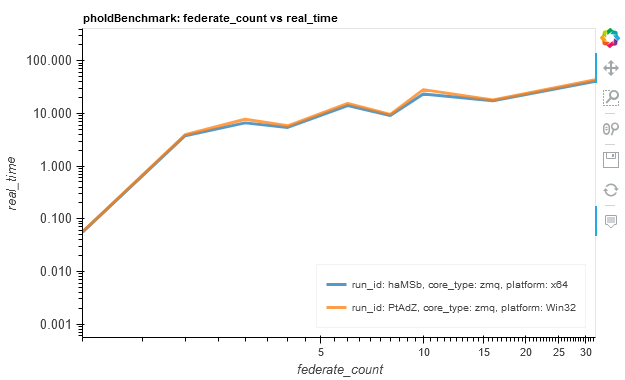 pholdBenchmark: federate_count vs real_time
100.000
10.000
1.000
0.100
0.010
0.001
real_time
run_id: haMSb, core_type: zmq, platform: x64
run_id: PtAdZ, core_type: zmq, platform: Win32
5 10 15 20 25 30
federate_count